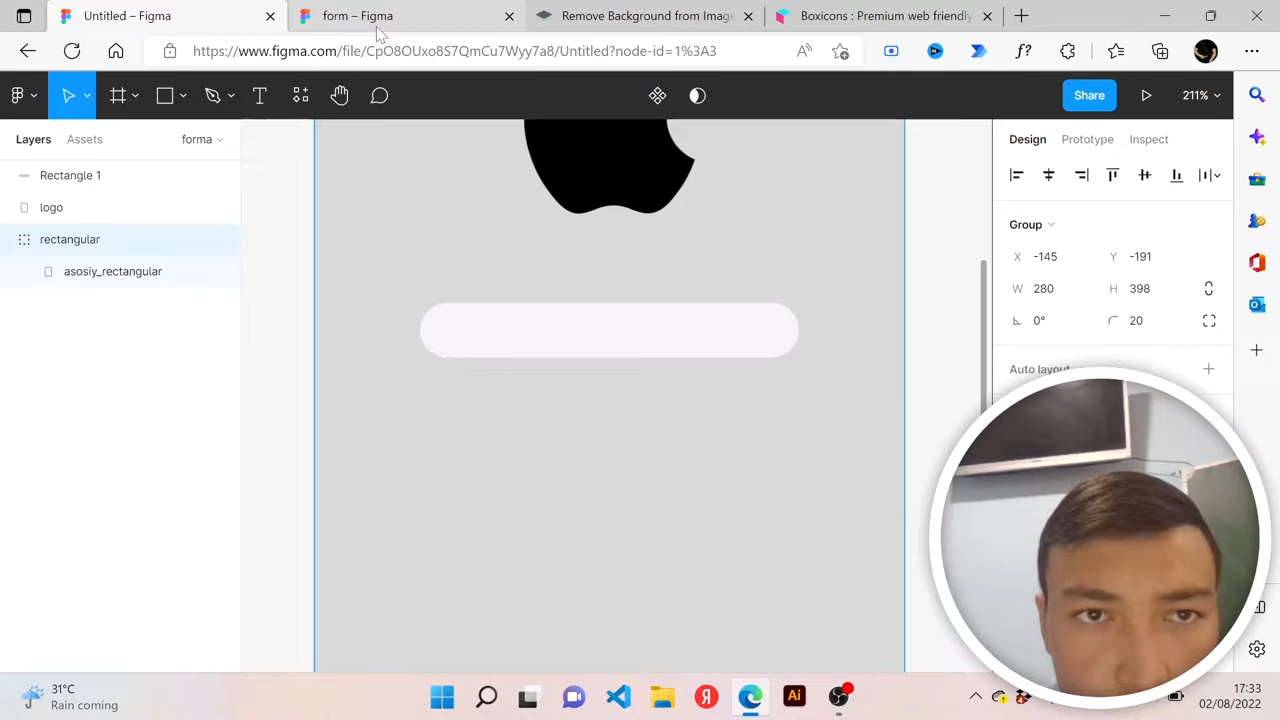 Untitled – Figma
form – Figma
Remove Background from Image
Boxicons : Premium web friendly
https://www.figma.com/file/CpO8OUxo8S7QmCu7Wyy7a8/Untitled?node-id=1%3A3
Share
211%
Layers
Assets
forma
Design
Prototype
Inspect
Rectangle 1
logo
rectangular
asosiy_rectangular
Group
X -145
Y -191
W 280
H 398
0°
20
Auto layout
31°C
Rain coming
Ai
17:33
02/08/2022